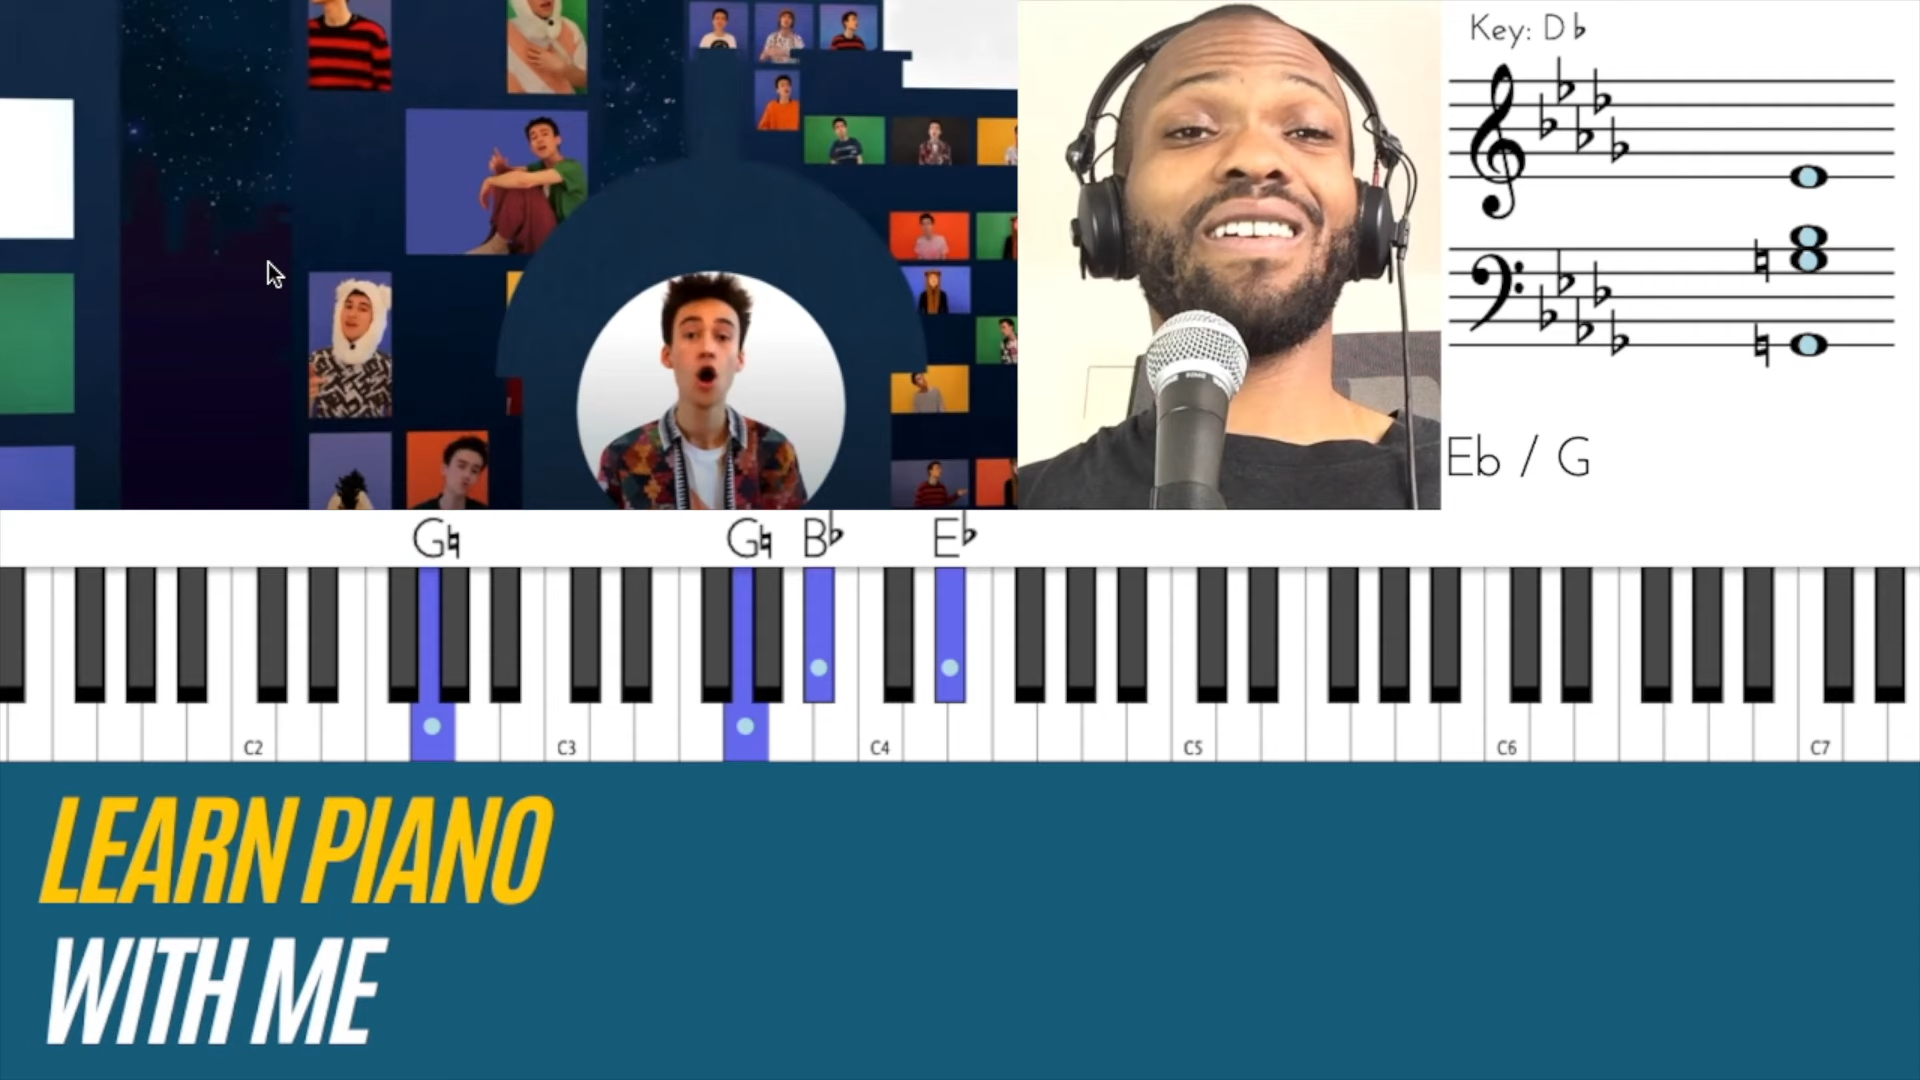 Key: D♭
Eb / G
G♮ G♮ B♭ E♭
C2 C3 C4 C5 C6 C7
LEARN PIANO
WITH ME